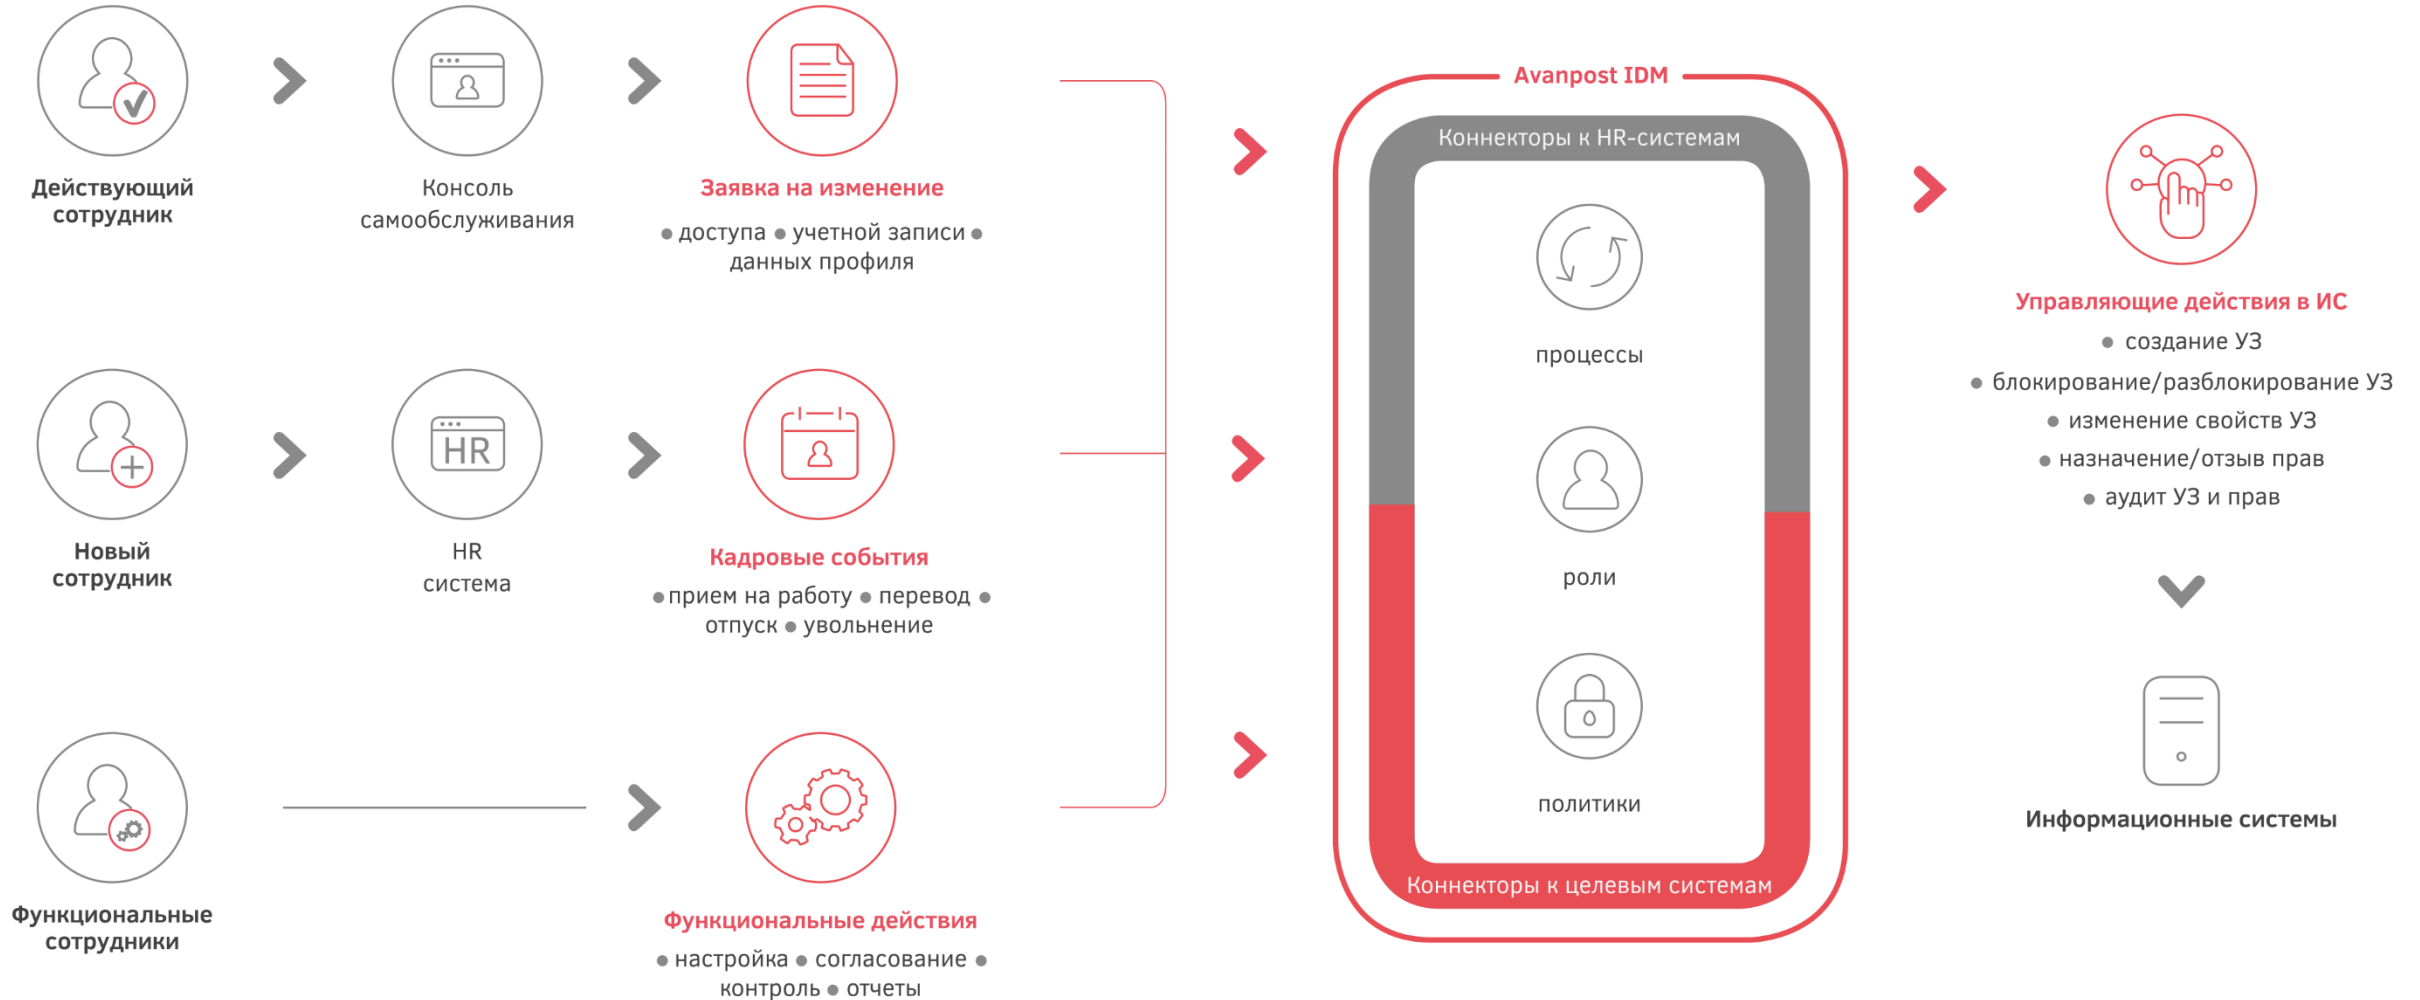 Действующий
сотрудник
Консоль
самообслуживания
Заявка на изменение
● доступа ● учетной записи ●
данных профиля
Новый
сотрудник
HR
HR
система
Кадровые события
● прием на работу ● перевод ●
отпуск ● увольнение
Функциональные
сотрудники
Функциональные действия
● настройка ● согласование ●
контроль ● отчеты
Avanpost IDM
Коннекторы к HR-системам
процессы
роли
политики
Коннекторы к целевым системам
Управляющие действия в ИС
● создание УЗ
● блокирование/разблокирование УЗ
● изменение свойств УЗ
● назначение/отзыв прав
● аудит УЗ и прав
Информационные системы